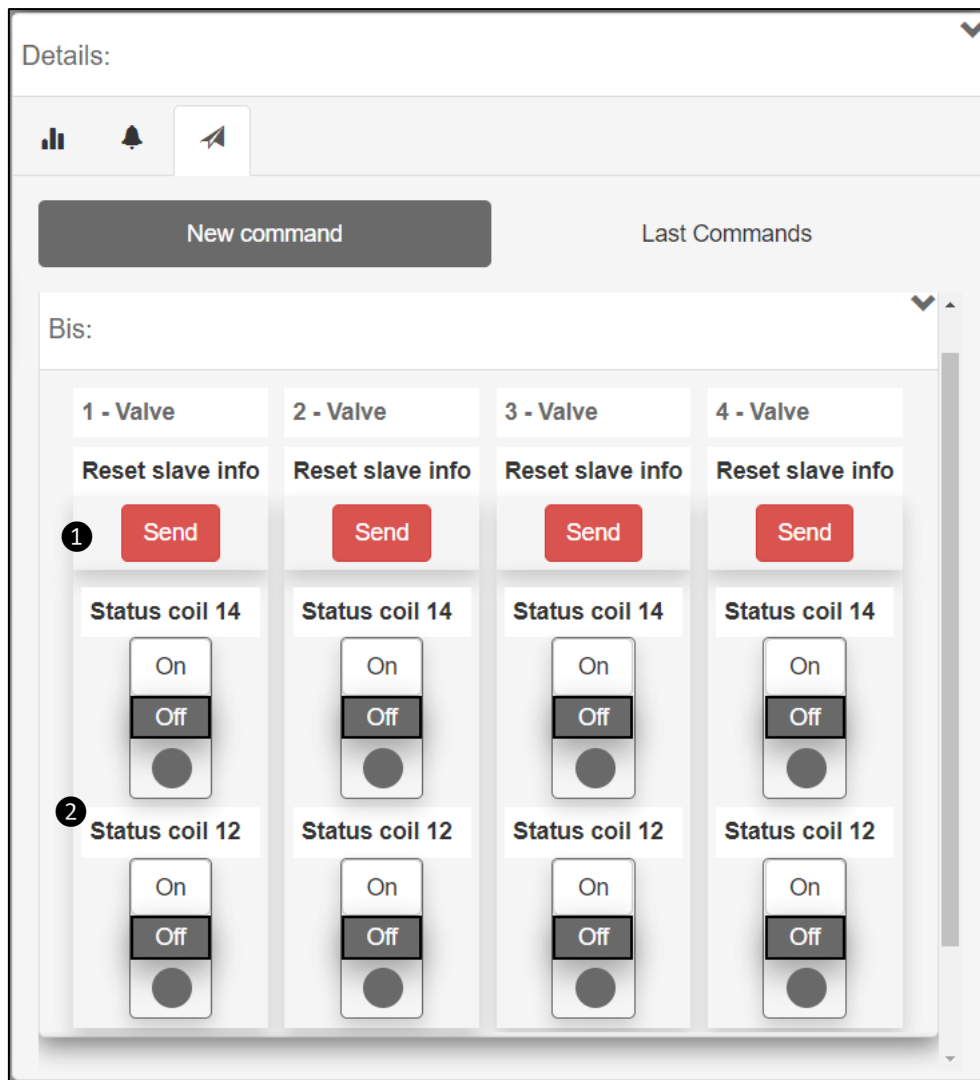 Details:
New command Last Commands
Bis:
1 - Valve 2 - Valve 3 - Valve 4 - Valve
Reset slave info Reset slave info Reset slave info Reset slave info
1 Send Send Send Send
Status coil 14 Status coil 14 Status coil 14 Status coil 14
On On On On
Off Off Off Off
2
Status coil 12 Status coil 12 Status coil 12 Status coil 12
On On On On
Off Off Off Off